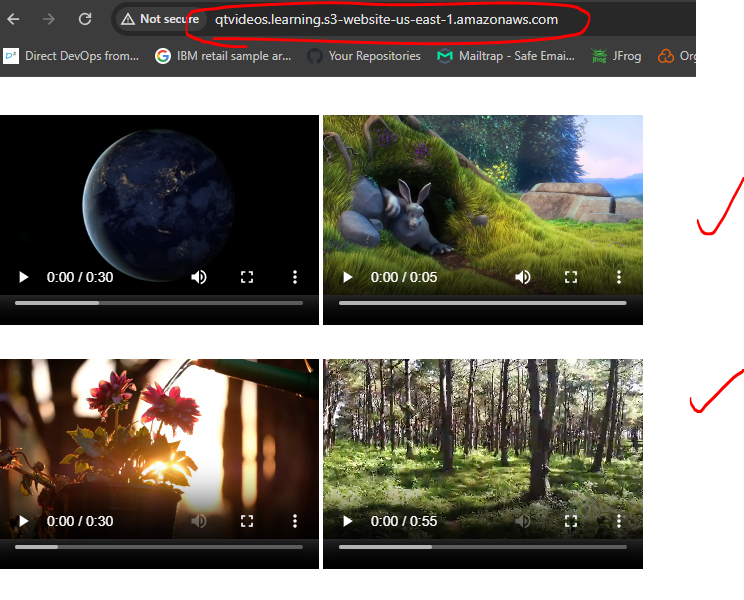 Not secure qtvideos.learning.s3-website-us-east-1.amazonaws.com
Direct DevOps from... IBM retail sample ar... Your Repositories Mailtrap - Safe Emai... JFrog JFrog Org
0:00 / 0:30 0:00 / 0:05
0:00 / 0:30 0:00 / 0:55